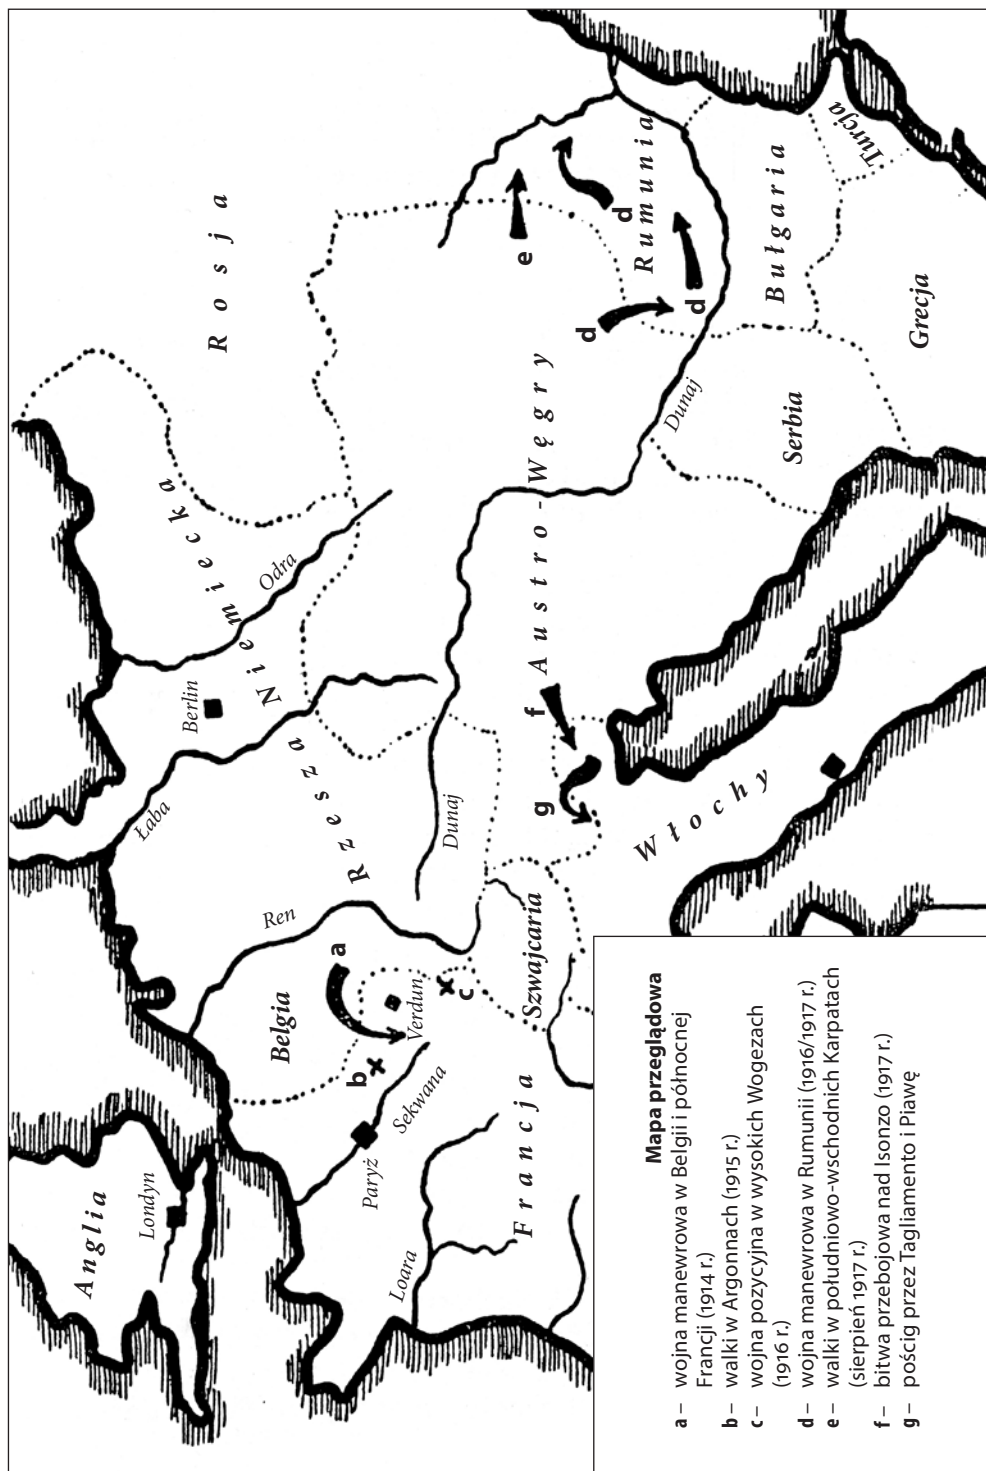 Anglia
Londyn
Belgia
Paryż
Sekwana
Loara
Francja
Verdun
Ren
Łaba
Berlin
Odra
Rzesza Niemiecka
Rosja
Dunaj
Szwajcaria
Włochy
Austro-Węgry
Dunaj
Serbia
Rumunia
Bułgaria
Grecja
Turcja
a
b
c
d
d
d
e
f
g
Mapa przeglądowa
a – wojna manewrowa w Belgii i północnej
Francji (1914 r.)
b – walki w Argonnach (1915 r.)
c – wojna pozycyjna w wysokich Wogezach
(1916 r.)
d – wojna manewrowa w Rumunii (1916/1917 r.)
e – walki w południowo-wschodnich Karpatach
(sierpień 1917 r.)
f – bitwa przebojowa nad Isonzo (1917 r.)
g – pościg przez Tagliamento i Piawę